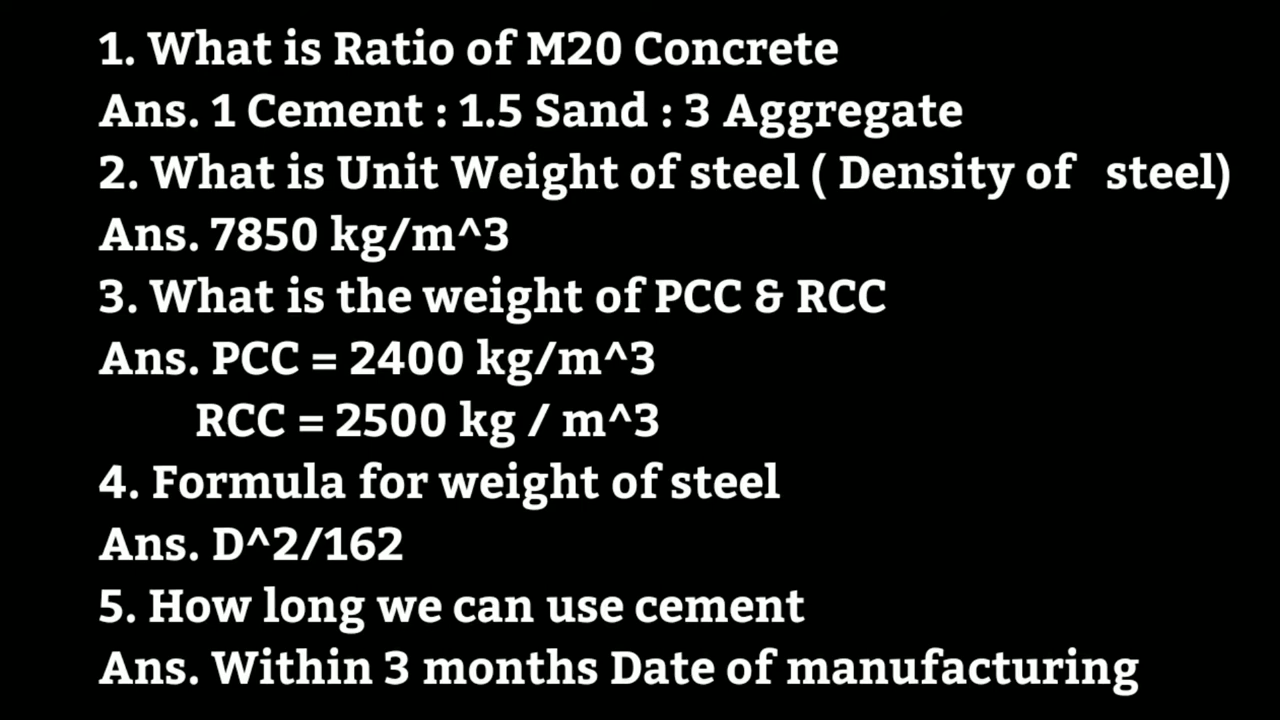 1. What is Ratio of M20 Concrete
Ans. 1 Cement : 1.5 Sand : 3 Aggregate
2. What is Unit Weight of steel ( Density of steel)
Ans. 7850 kg/m^3
3. What is the weight of PCC & RCC
Ans. PCC = 2400 kg/m^3
RCC = 2500 kg / m^3
4. Formula for weight of steel
Ans. D^2/162
5. How long we can use cement
Ans. Within 3 months Date of manufacturing